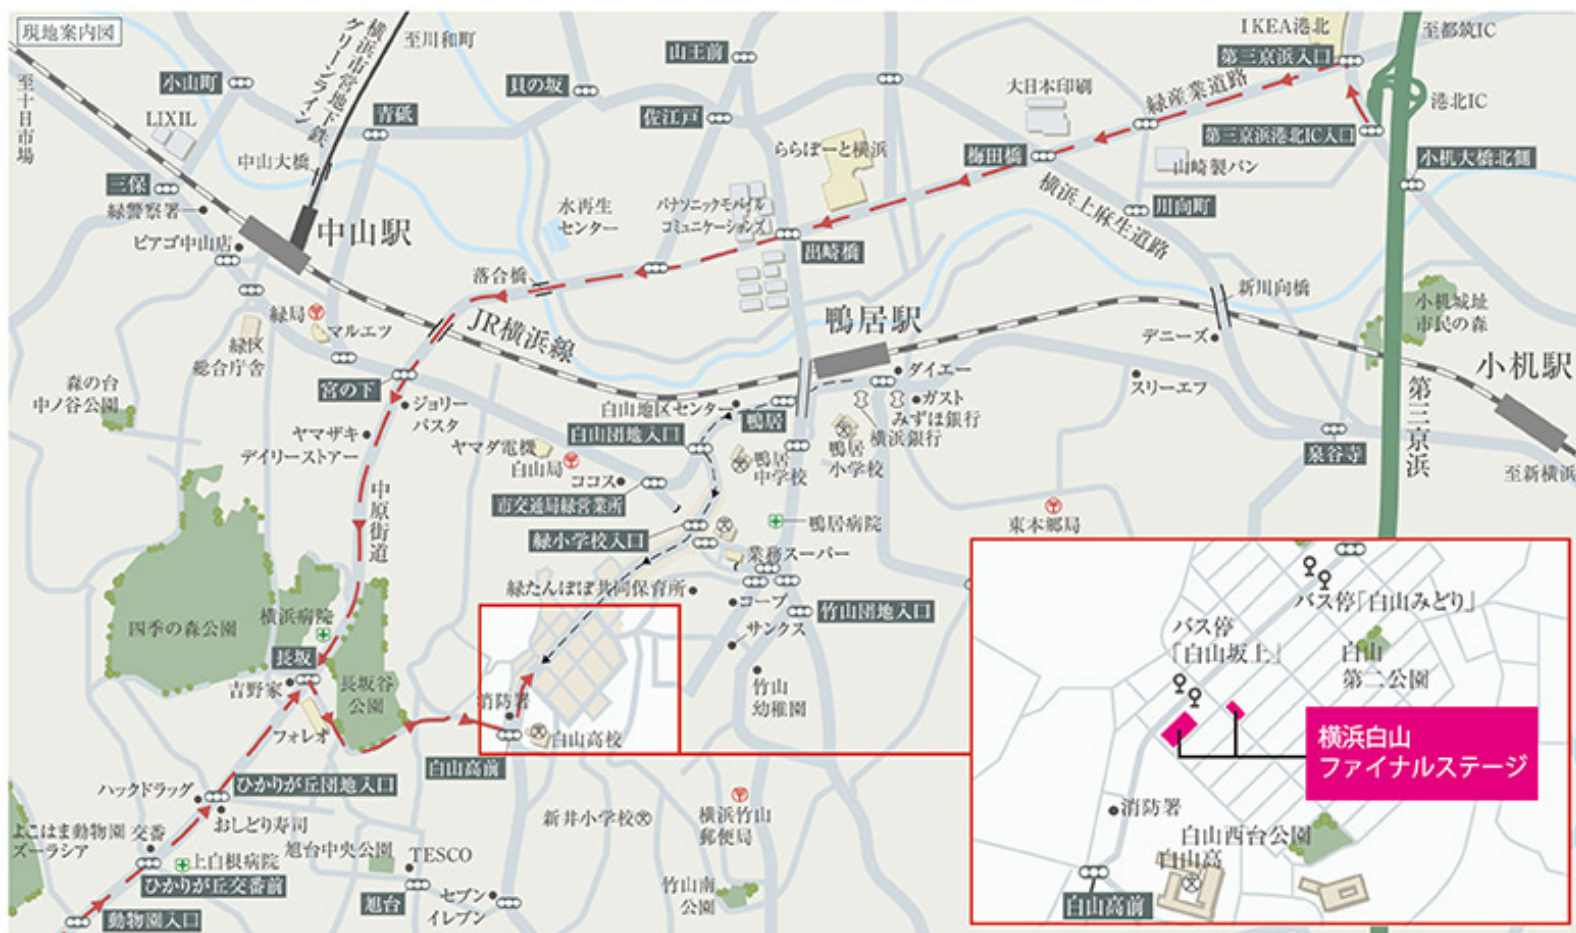 現地案内図
至十日市場
小山町
LIXIL
横浜市営地下鉄
グリーンライン
至川和町
中山大橋
青砥
貝の坂
山王前
佐江戸
IKEA港北
第三京浜入口
至都筑IC
大日本印刷
緑産業道路
港北IC
第三京浜港北IC入口
ららぽーと横浜
梅田橋
山崎製パン
小机大橋北側
三保
緑警察署
ピアゴ中山店
中山駅
水再生
センター
パナソニックモバイル
コミュニケーションズ
出崎橋
横浜上麻生道路
川向町
落合橋
新川向橋
小机城址
市民の森
緑局
マルエツ
緑区
総合庁舎
JR横浜線
鴨居駅
デニーズ
小机駅
宮の下
ダイエー
スリーエフ
第三京浜
森の台
中ノ谷公園
ジョリー
パスタ
白山地区センター
鴨居
ガスト
みずほ銀行
横浜銀行
ヤマザキ
デイリーストアー
白山団地入口
ヤマダ電機
白山局
鴨居
中学校
鴨居
小学校
泉谷寺
至新横浜
ココス
市交通局緑営業所
中原街道
緑小学校入口
鴨居病院
東本郷局
業務スーパー
緑たんぽぽ共同保育所
コープ
竹山団地入口
サンクス
四季の森公園
横浜病院
長坂
吉野家
長坂谷
公園
消防署
竹山
幼稚園
フォレオ
白山高校
白山高前
ハックドラッグ
ひかりが丘団地入口
おしどり寿司
新井小学校
横浜竹山
郵便局
よこはま動物園
ズーラシア
交番
上白根病院
旭台中央公園
TESCO
ひかりが丘交番前
旭台
セブン
イレブン
竹山南
公園
動物園入口
バス停「白山みどり」
バス停
「白山坂上」
白山
第二公園
横浜白山
ファイナルステージ
消防署
白山西台公園
白山高
白山高前